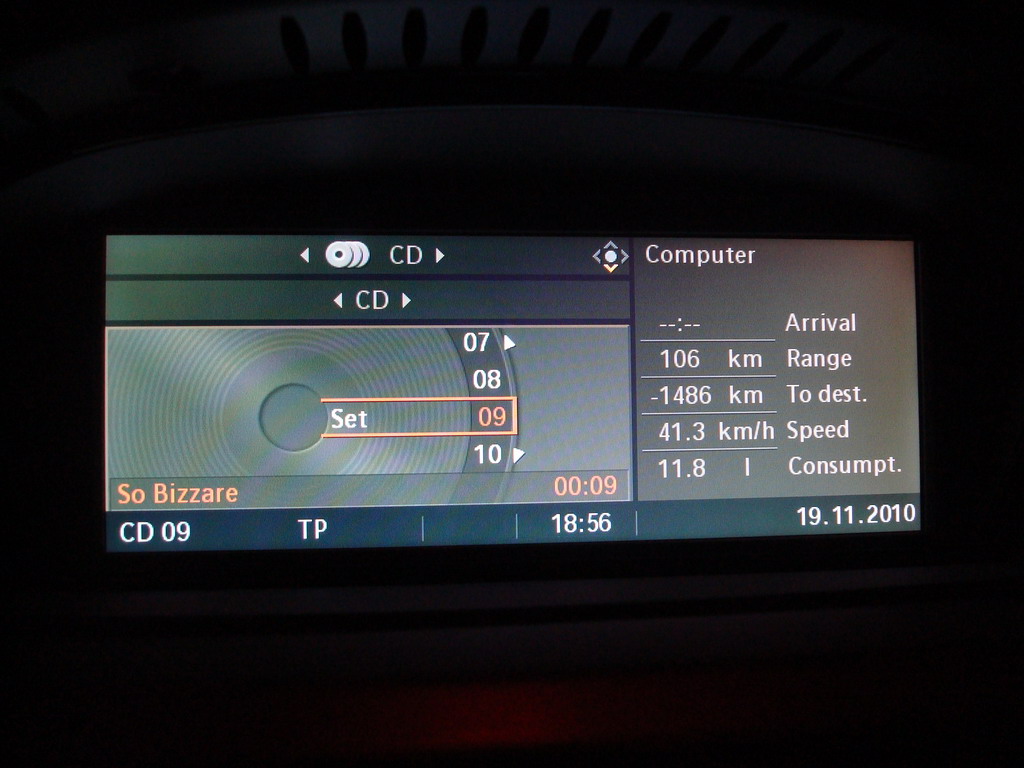 CD
CD
07
08
Set 09
10
So Bizzare 00:09
CD 09 TP 18:56
Computer
--:-- Arrival
106 km Range
-1486 km To dest.
41.3 km/h Speed
11.8 l Consumpt.
19.11.2010